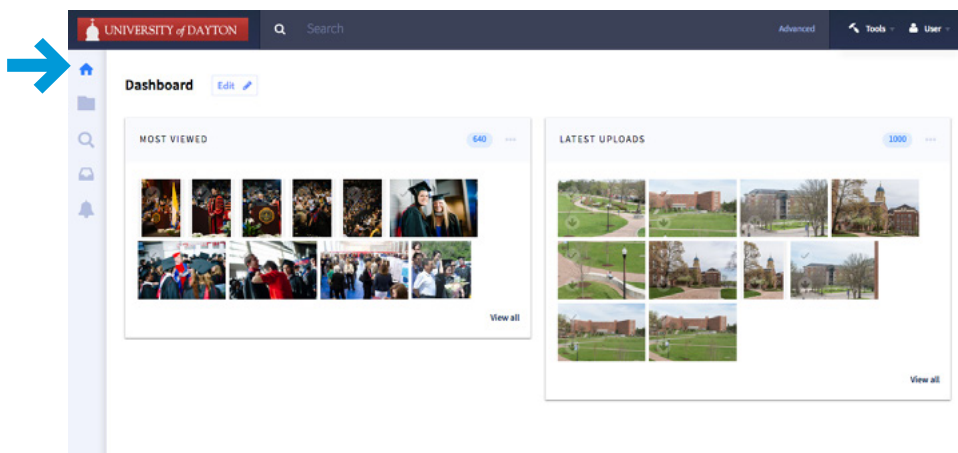 UNIVERSITY of DAYTON
Search
Advanced
Tools
User
Dashboard
Edit
MOST VIEWED
640
LATEST UPLOADS
1000
View all
View all